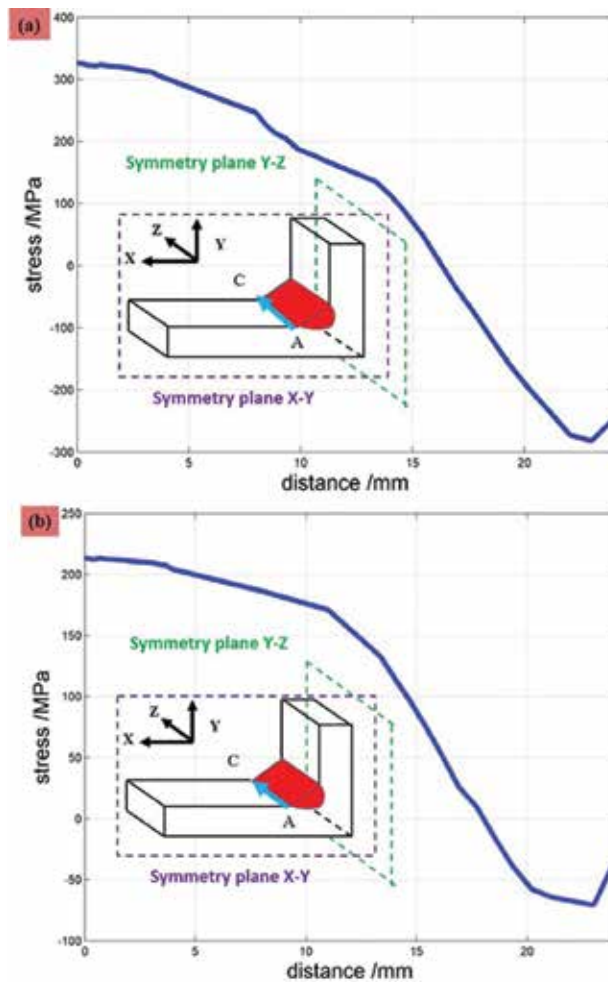 (a)
400
300
200
100
0
-100
-200
-300
stress /MPa
Symmetry plane Y-Z
Z
Y
X
C
A
Symmetry plane X-Y
0
5
10
15
20
distance /mm
(b)
250
200
150
100
50
0
-50
-100
stress /MPa
Symmetry plane Y-Z
Z
Y
X
C
A
Symmetry plane X-Y
0
5
10
15
20
distance /mm